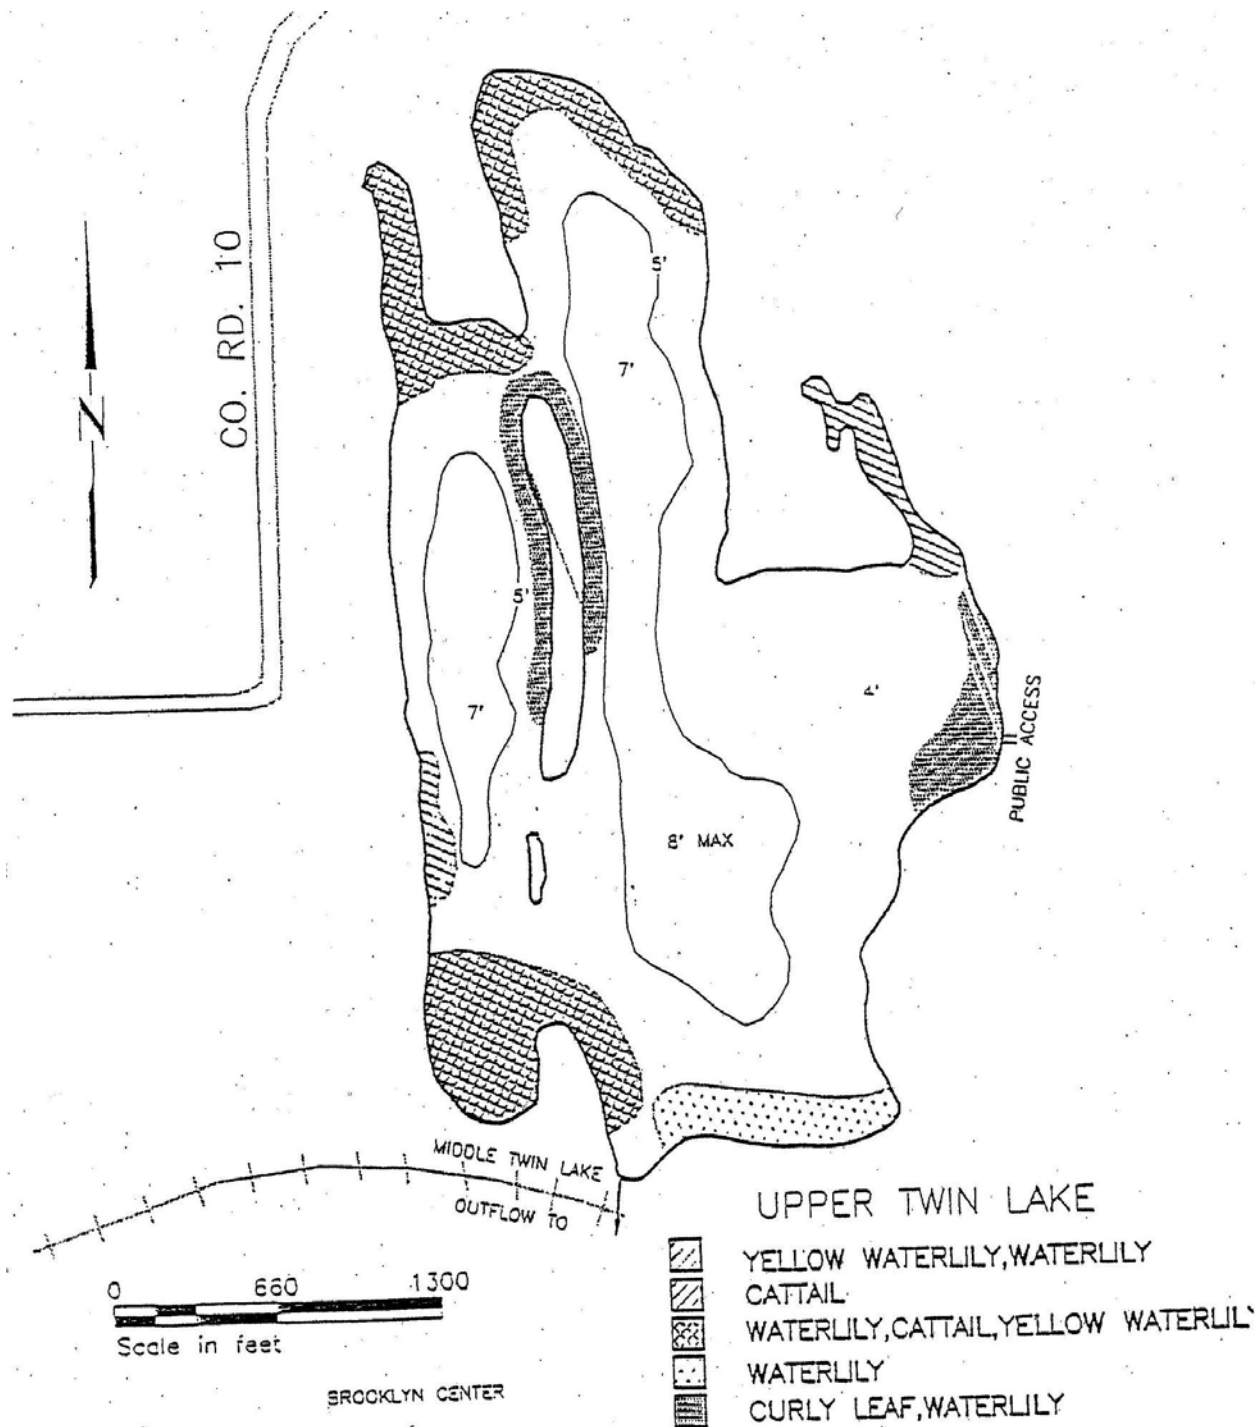 CO. RD. 10
N
5'
7'
5'
7'
4'
PUBLIC ACCESS
8' MAX
MIDDLE TWIN LAKE
OUTFLOW TO
UPPER TWIN LAKE
YELLOW WATERLILY,WATERLILY
CATTAIL
WATERLILY,CATTAIL,YELLOW WATERLIL
WATERLILY
CURLY LEAF,WATERLILY
0 660 1300
Scale in feet
BROOKLYN CENTER